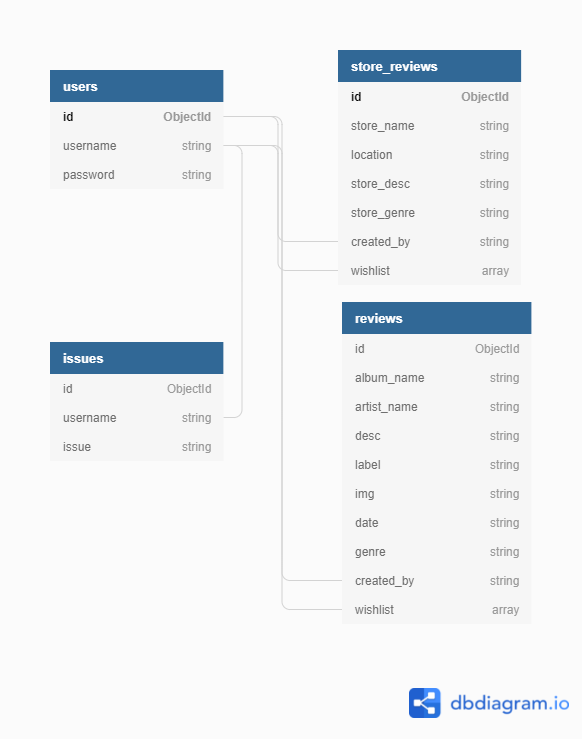 users
id ObjectId
username string
password string
store_reviews
id ObjectId
store_name string
location string
store_desc string
store_genre string
created_by string
wishlist array
issues
id ObjectId
username string
issue string
reviews
id ObjectId
album_name string
artist_name string
desc string
label string
img string
date string
genre string
created_by string
wishlist array
dbdiagram.io